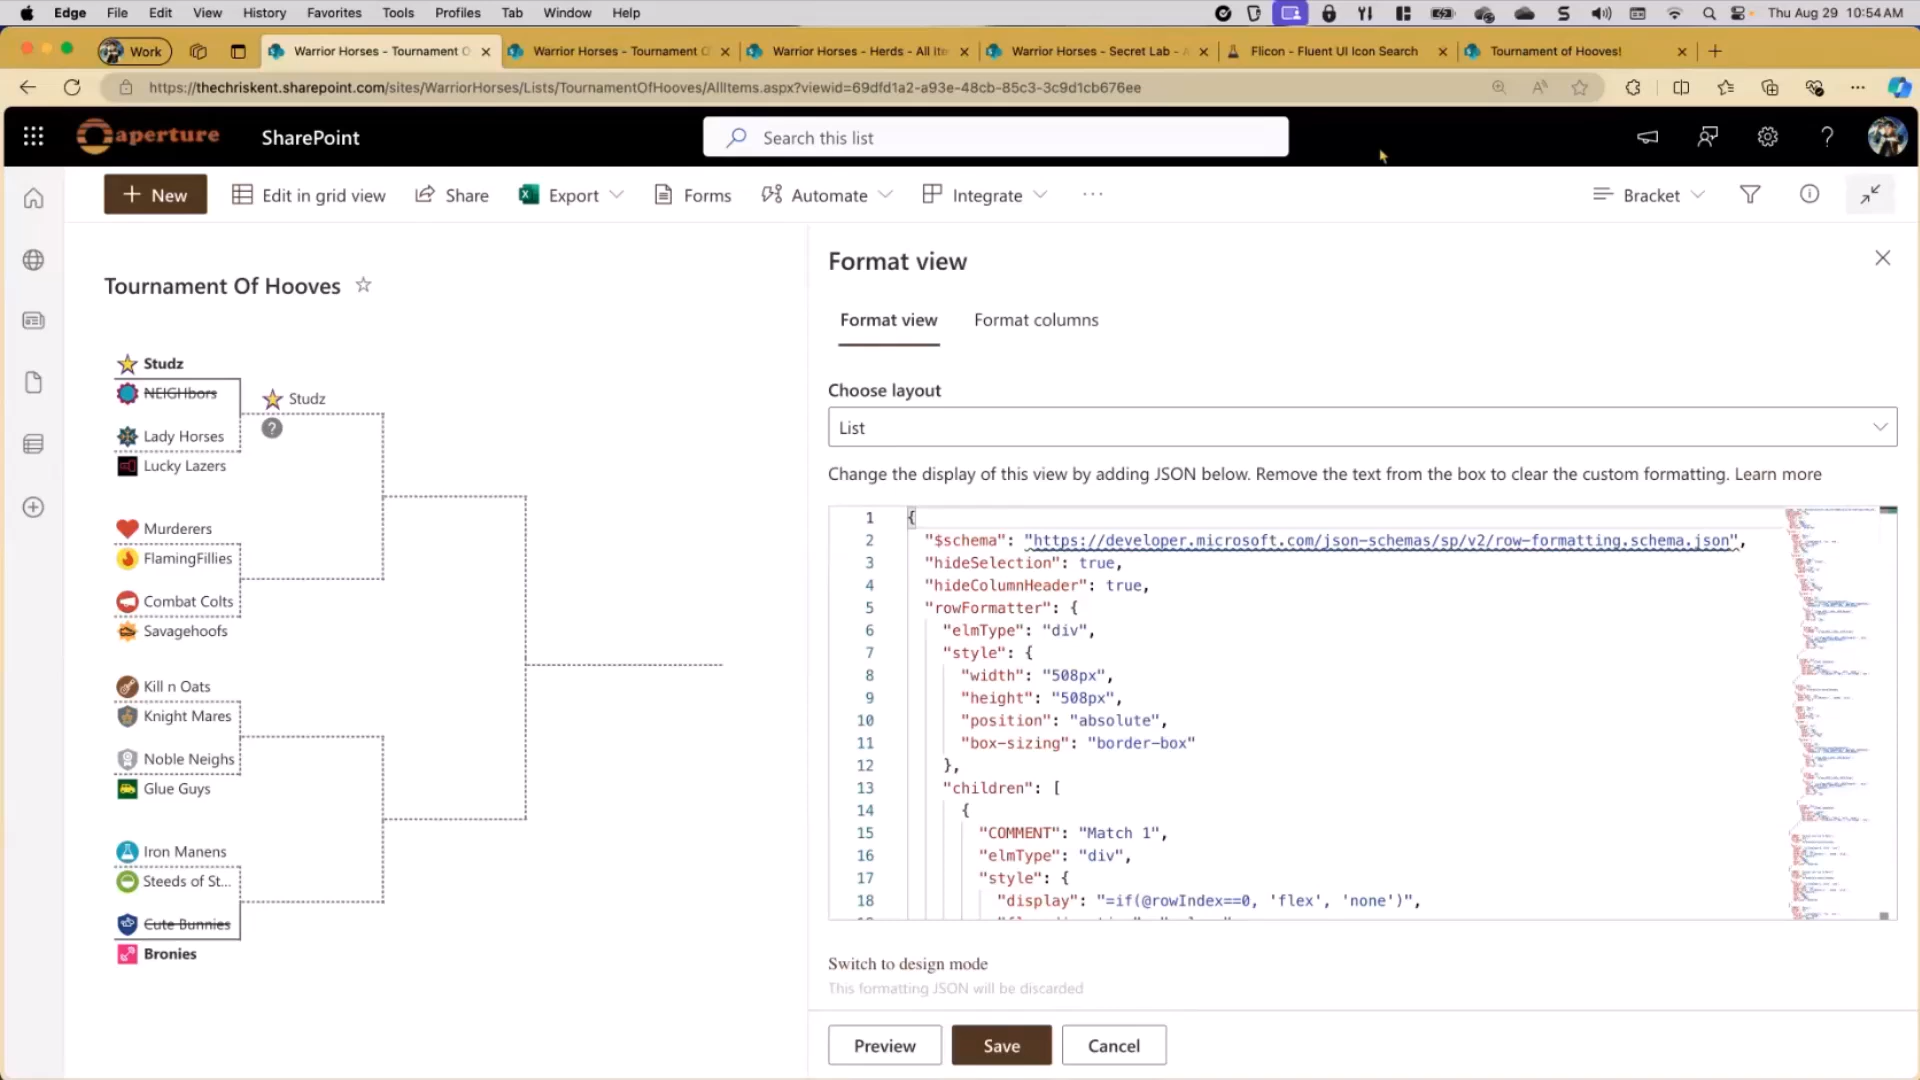 Edge File Edit View History Favorites Tools Profiles Tab Window Help Thu Aug 29 10:54 AM
Work Warrior Horses - Tournament O Warrior Horses - Tournament O Warrior Horses - Herds - All Ite Warrior Horses - Secret Lab - A Flicon - Fluent UI Icon Search Tournament of Hooves!
https://thechriskent.sharepoint.com/sites/WarriorHorses/Lists/TournamentOfHooves/AllItems.aspx?viewid=69dfd1a2-a93e-48cb-85c3-3c9d1cb676ee
aperture SharePoint Search this list
New Edit in grid view Share Export Forms Automate Integrate ... Bracket
Tournament Of Hooves
Studz
NEIGHbors
Studz
?
Lady Horses
Lucky Lazers
Murderers
FlamingFillies
Combat Colts
Savagehoofs
Kill n Oats
Knight Mares
Noble Neighs
Glue Guys
Iron Manens
Steeds of St...
Cute Bunnies
Bronies
Format view
Format view Format columns
Choose layout
List
Change the display of this view by adding JSON below. Remove the text from the box to clear the custom formatting. Learn more
1 {
2 "$schema": "https://developer.microsoft.com/json-schemas/sp/v2/row-formatting.schema.json",
3 "hideSelection": true,
4 "hideColumnHeader": true,
5 "rowFormatter": {
6 "elmType": "div",
7 "style": {
8 "width": "508px",
9 "height": "508px",
10 "position": "absolute",
11 "box-sizing": "border-box"
12 },
13 "children": [
14 {
15 "COMMENT": "Match 1",
16 "elmType": "div",
17 "style": {
18 "display": "=if(@rowIndex==0, 'flex', 'none')",
Switch to design mode
This formatting JSON will be discarded
Preview Save Cancel